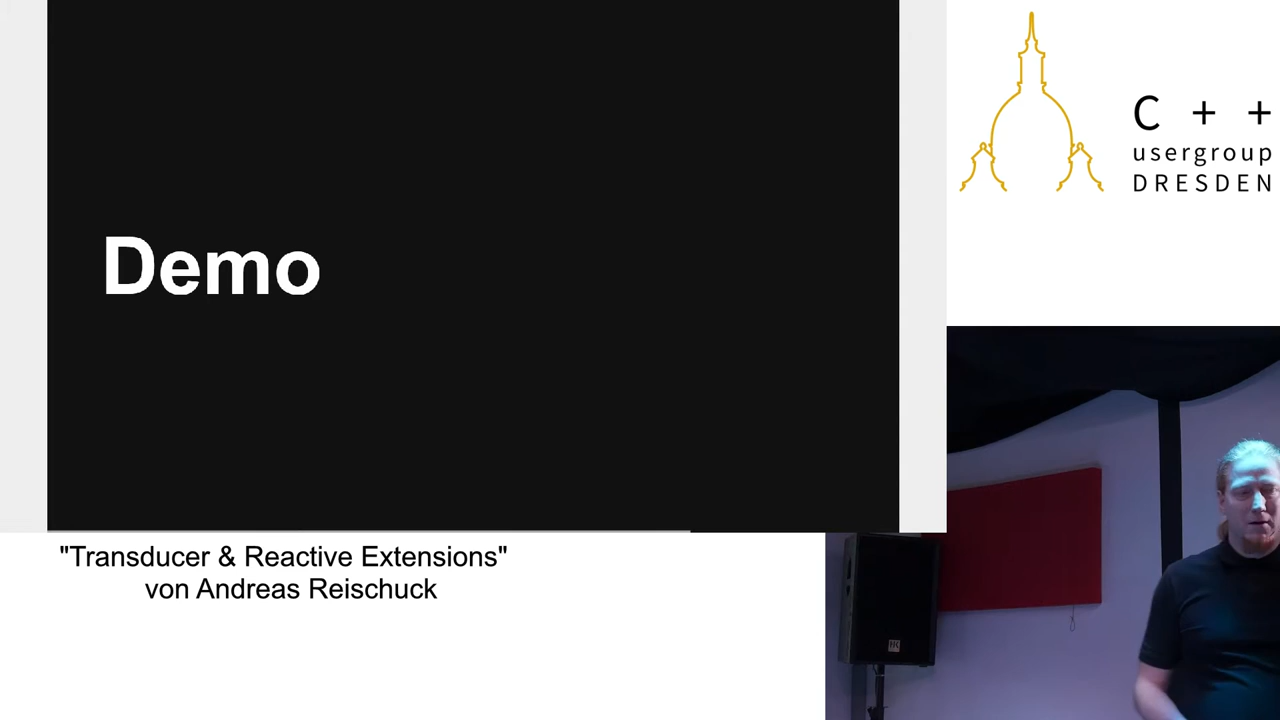 Demo
C + +
usergroup
DRESDEN
"Transducer & Reactive Extensions"
von Andreas Reischuck